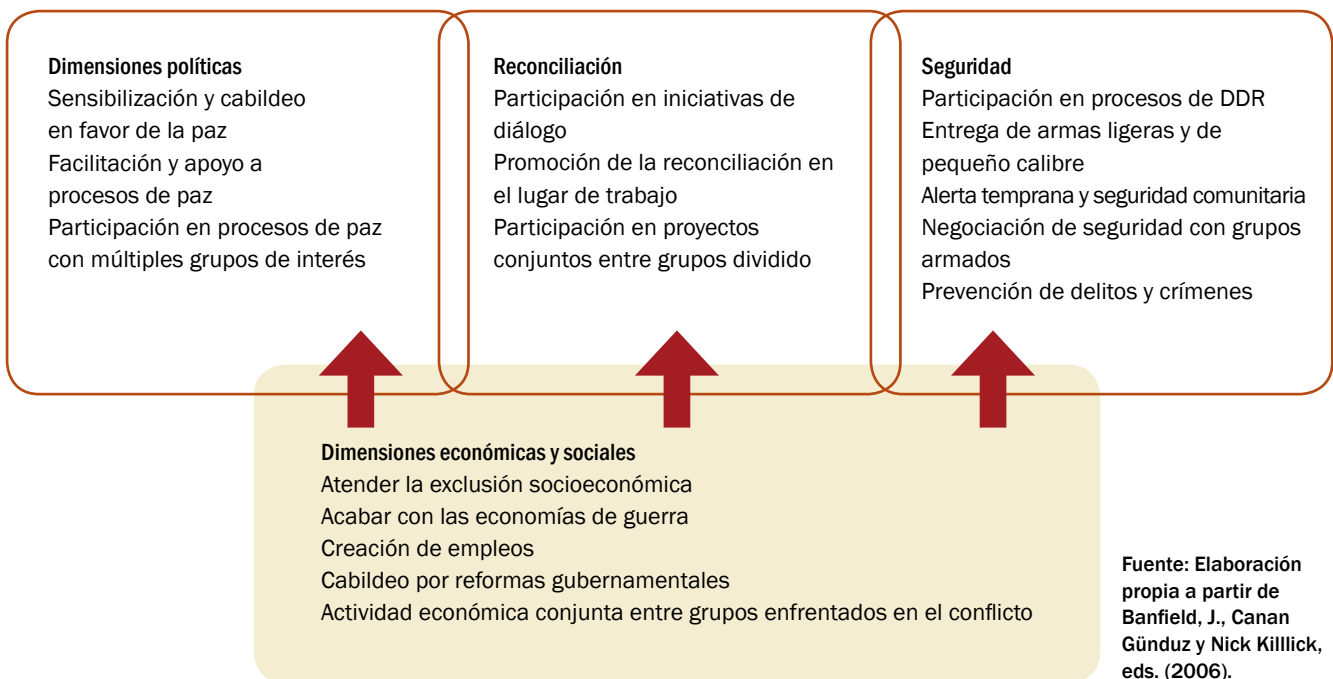 Dimensiones políticas
Sensibilización y cabildeo
en favor de la paz
Facilitación y apoyo a
procesos de paz
Participación en procesos de paz
con múltiples grupos de interés
Reconciliación
Participación en iniciativas de
diálogo
Promoción de la reconciliación en
el lugar de trabajo
Participación en proyectos
conjuntos entre grupos dividido
Seguridad
Participación en procesos de DDR
Entrega de armas ligeras y de
pequeño calibre
Alerta temprana y seguridad comunitaria
Negociación de seguridad con grupos
armados
Prevención de delitos y crímenes
Dimensiones económicas y sociales
Atender la exclusión socioeconómica
Acabar con las economías de guerra
Creación de empleos
Cabildeo por reformas gubernamentales
Actividad económica conjunta entre grupos enfrentados en el conflicto
Fuente: Elaboración
propia a partir de
Banfield, J., Canan
Günduz y Nick Killlick,
eds. (2006).